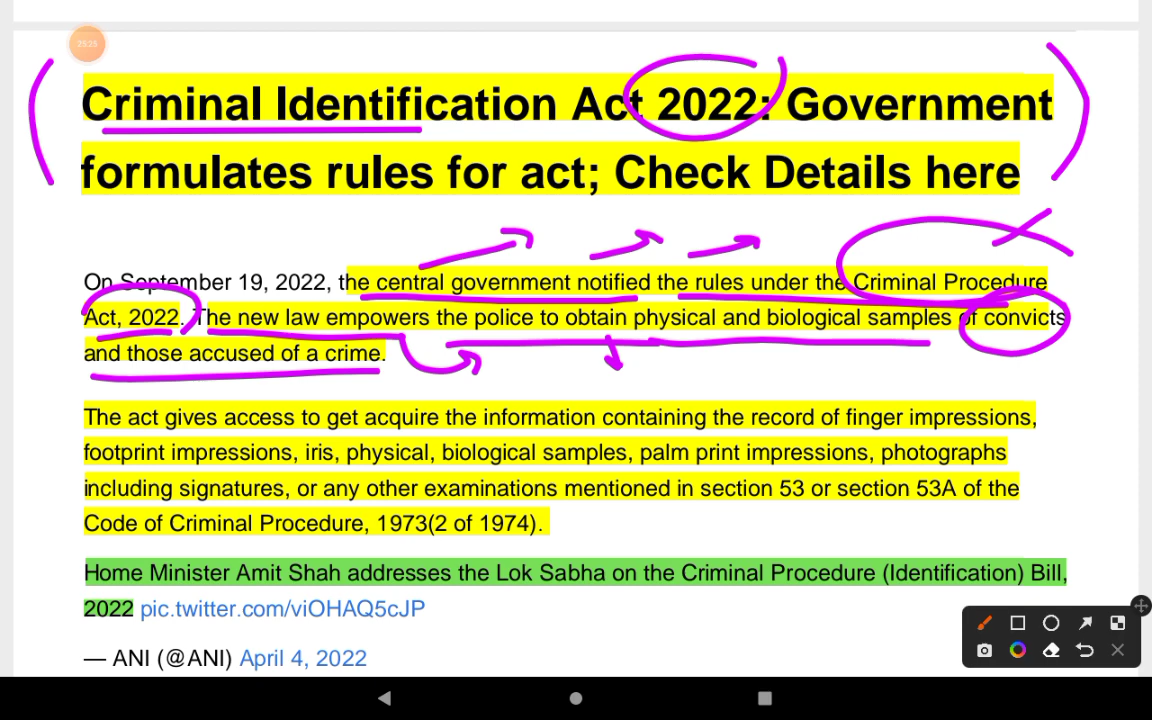 23:25
Criminal Identification Act 2022: Government
formulates rules for act; Check Details here
On September 19, 2022, the central government notified the rules under the Criminal Procedure
Act, 2022. The new law empowers the police to obtain physical and biological samples of convicts
and those accused of a crime.
The act gives access to get acquire the information containing the record of finger impressions,
footprint impressions, iris, physical, biological samples, palm print impressions, photographs
including signatures, or any other examinations mentioned in section 53 or section 53A of the
Code of Criminal Procedure, 1973(2 of 1974).
Home Minister Amit Shah addresses the Lok Sabha on the Criminal Procedure (Identification) Bill,
2022 pic.twitter.com/viOHAQ5cJP
— ANI (@ANI) April 4, 2022